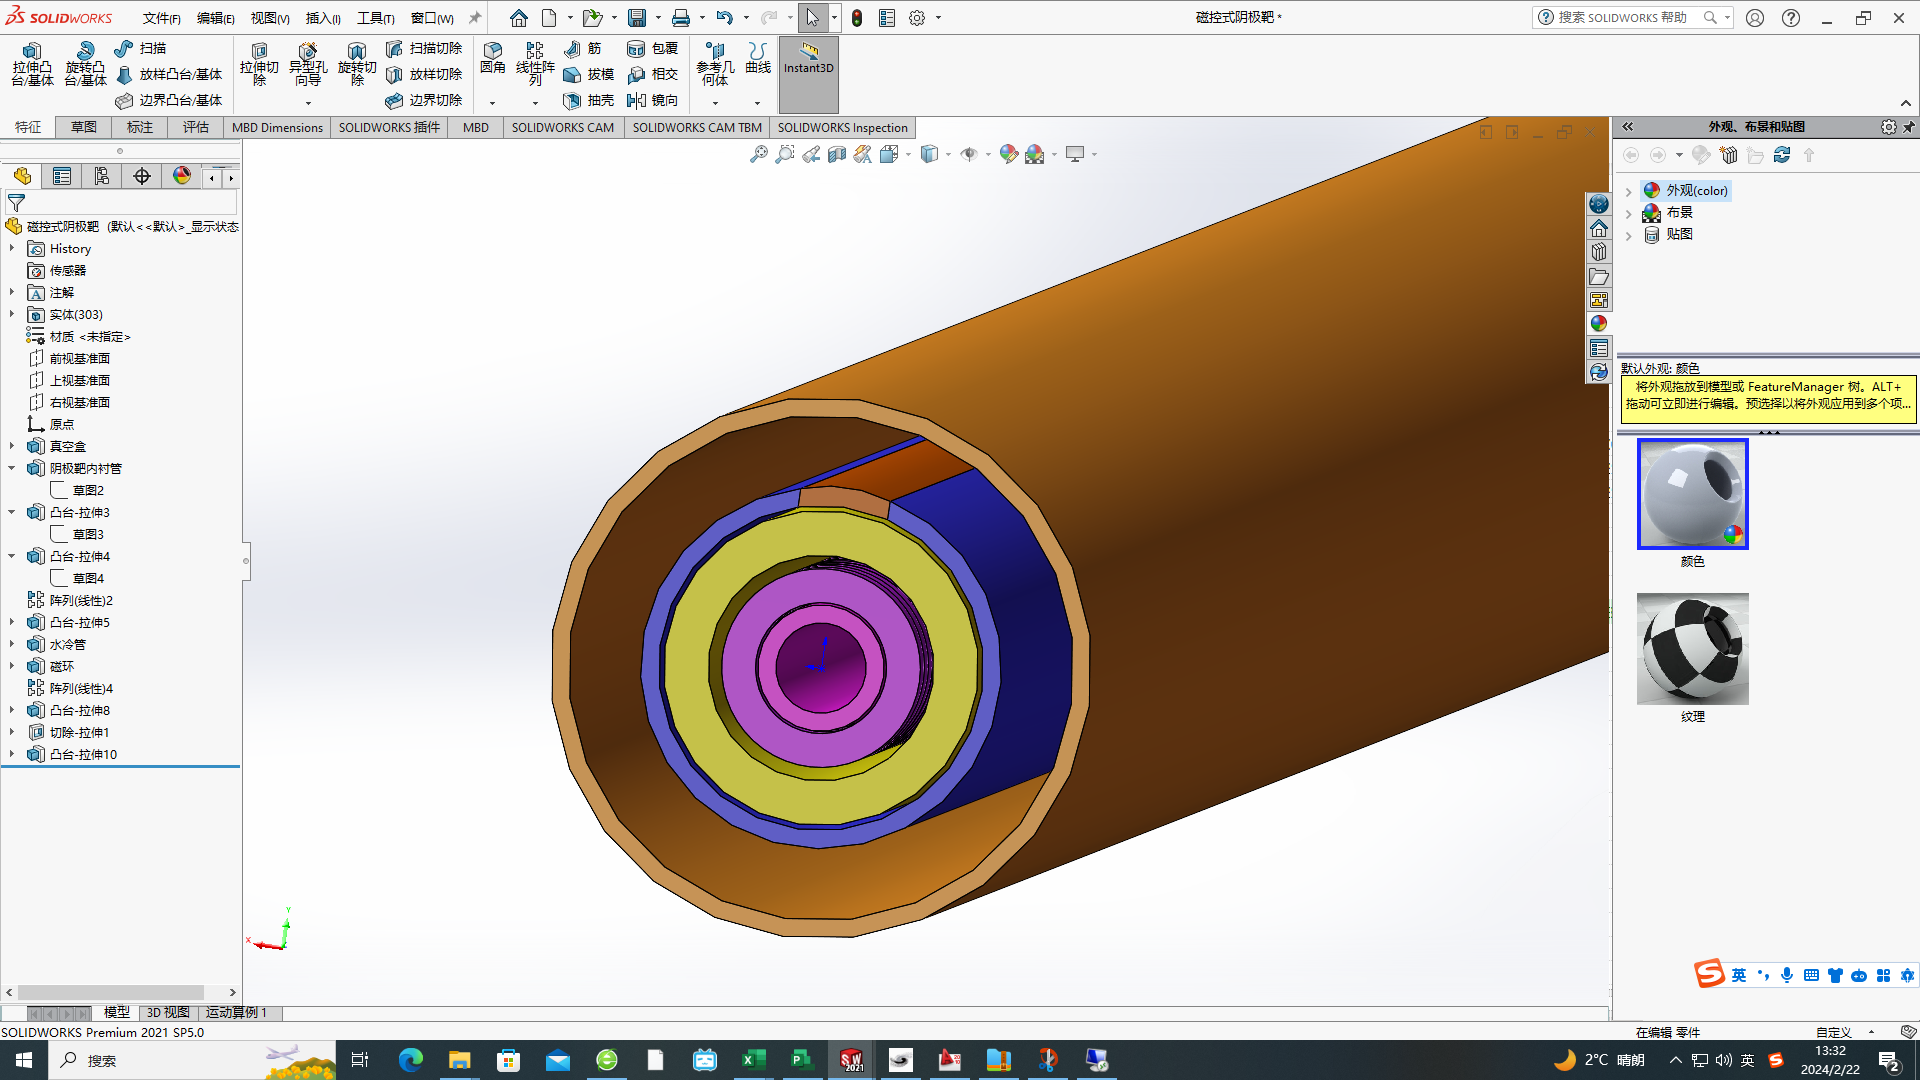 SOLIDWORKS
文件(F) 编辑(E) 视图(V) 插入(I) 工具(T) 窗口(W)
磁控式阴极靶 *
搜索 SOLIDWORKS 帮助
拉伸凸台/基体
旋转凸台/基体
扫描
放样凸台/基体
边界凸台/基体
拉伸切除
异型孔向导
旋转切除
扫描切除
放样切除
边界切除
圆角
线性阵列
筋
拔模
抽壳
包覆
相交
镜向
参考几何体
曲线
Instant3D
特征 草图 标注 评估 MBD Dimensions SOLIDWORKS 插件 MBD SOLIDWORKS CAM SOLIDWORKS CAM TBM SOLIDWORKS Inspection
磁控式阴极靶 (默认<<默认>_显示状态
History
传感器
注解
实体(303)
材质 <未指定>
前视基准面
上视基准面
右视基准面
原点
真空盒
阴极靶内衬管
草图2
凸台-拉伸3
草图3
凸台-拉伸4
草图4
阵列(线性)2
凸台-拉伸5
水冷管
磁环
阵列(线性)4
凸台-拉伸8
切除-拉伸1
凸台-拉伸10
Y
X
外观、布景和贴图
外观(color)
布景
贴图
默认外观: 颜色
将外观拖放到模型或 FeatureManager 树。ALT+
拖动可立即进行编辑。预选择以将外观应用到多个项...
颜色
纹理
英
模型 3D 视图 运动算例 1
SOLIDWORKS Premium 2021 SP5.0
在编辑 零件
自定义
搜索
2°C 晴朗
英
13:32
2024/2/22
2